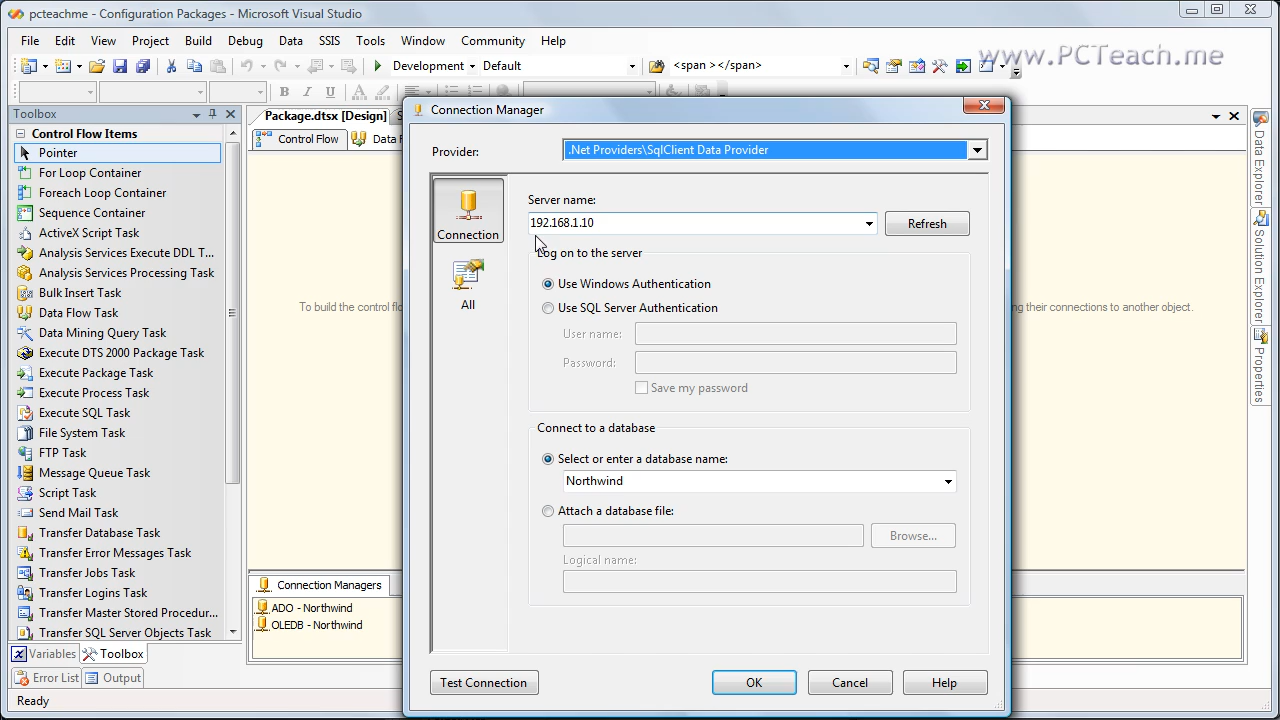 pcteachme - Configuration Packages - Microsoft Visual Studio
File Edit View Project Build Debug Data SSIS Tools Window Community Help
www.PCTeach.me
Development Default <span ></span>
B I U
Toolbox
Control Flow Items
Pointer
For Loop Container
Foreach Loop Container
Sequence Container
ActiveX Script Task
Analysis Services Execute DDL T...
Analysis Services Processing Task
Bulk Insert Task
Data Flow Task
Data Mining Query Task
Execute DTS 2000 Package Task
Execute Package Task
Execute Process Task
Execute SQL Task
File System Task
FTP Task
Message Queue Task
Script Task
Send Mail Task
Transfer Database Task
Transfer Error Messages Task
Transfer Jobs Task
Transfer Logins Task
Transfer Master Stored Procedur...
Transfer SQL Server Objects Task
Variables Toolbox
Error List Output
Ready
Package.dtsx [Design] S
Control Flow Data F
To build the control flo
ng their connections to another object.
Connection Managers
ADO - Northwind
OLEDB - Northwind
Connection Manager
Provider: .Net Providers\SqlClient Data Provider
Connection
All
Server name:
192.168.1.10 Refresh
Log on to the server
Use Windows Authentication
Use SQL Server Authentication
User name:
Password:
Save my password
Connect to a database
Select or enter a database name:
Northwind
Attach a database file:
Browse...
Logical name:
Test Connection OK Cancel Help
Data Explorer
Solution Explorer
Properties